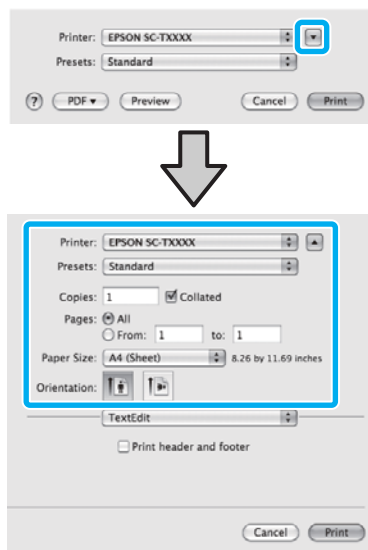 Printer: EPSON SC-TXXXX
Presets: Standard
? PDF Preview Cancel Print
Printer: EPSON SC-TXXXX
Presets: Standard
Copies: 1 Collated
Pages: All
From: 1 to: 1
Paper Size: A4 (Sheet) 8.26 by 11.69 inches
Orientation:
TextEdit
Print header and footer
Cancel Print